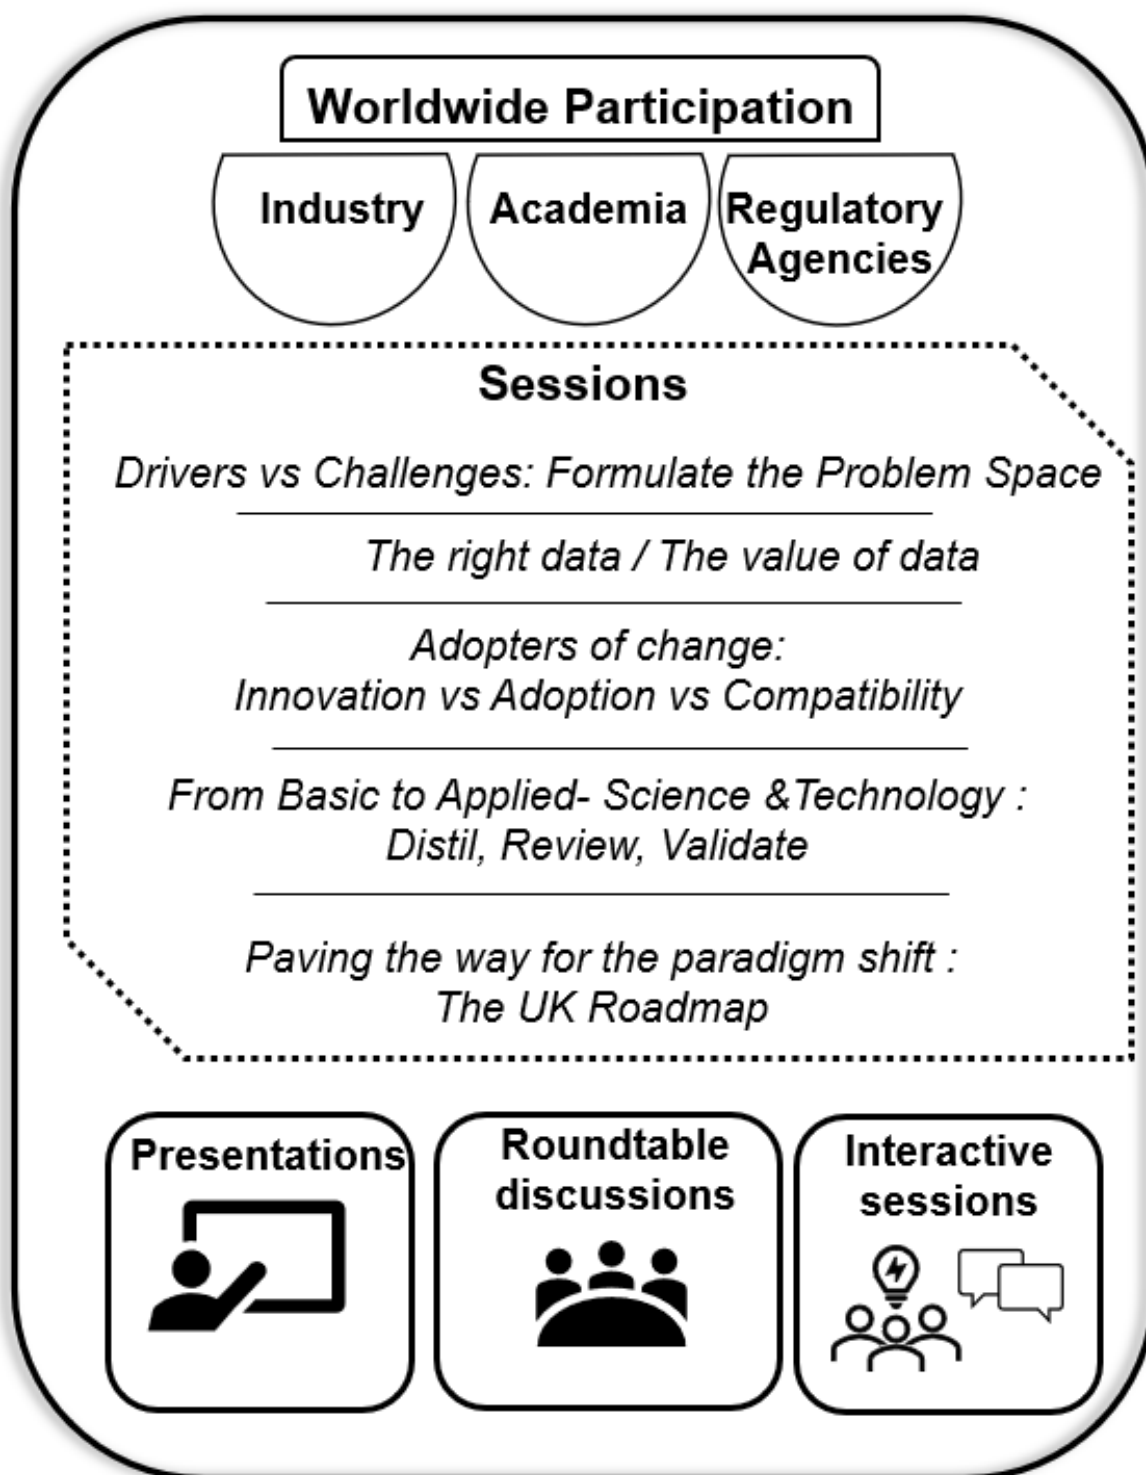 Worldwide Participation
Industry
Academia
Regulatory
Agencies
Sessions
Drivers vs Challenges: Formulate the Problem Space
The right data / The value of data
Adopters of change:
Innovation vs Adoption vs Compatibility
From Basic to Applied- Science &Technology :
Distil, Review, Validate
Paving the way for the paradigm shift :
The UK Roadmap
Presentations
Roundtable
discussions
Interactive
sessions